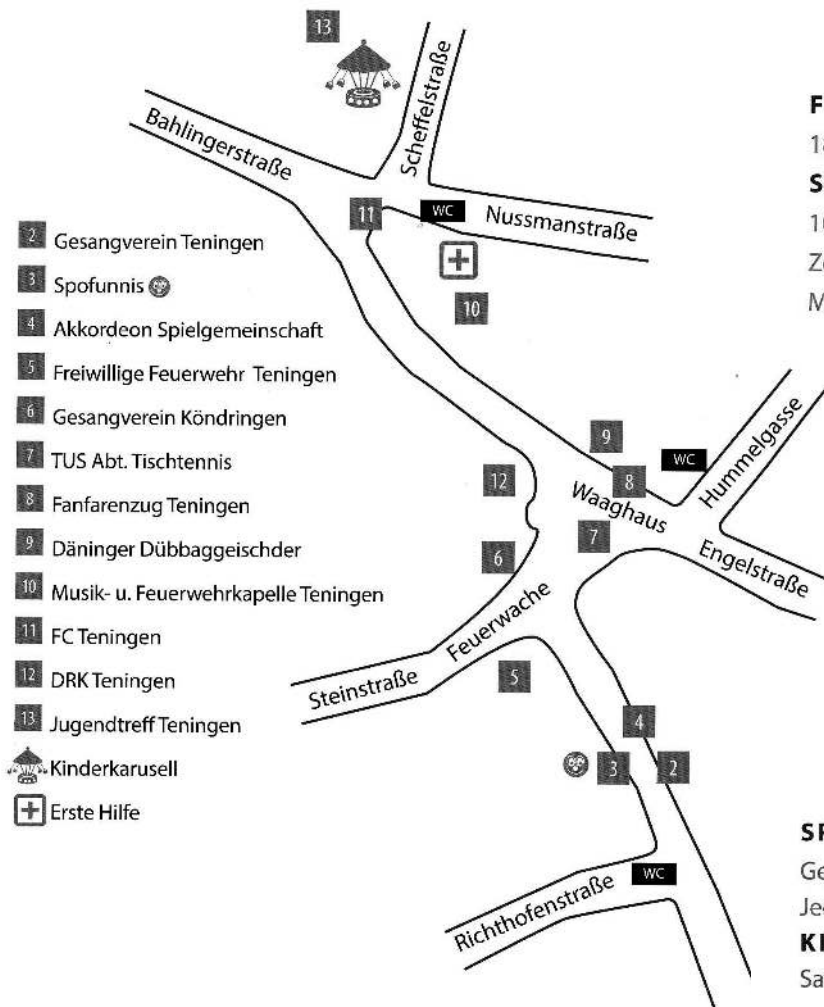 13
Scheffelstraße
Bahlingerstraße
11
WC
Nussmanstraße
10
2 Gesangverein Teningen
3 Spofunnis
4 Akkordeon Spielgemeinschaft
5 Freiwillige Feuerwehr Teningen
6 Gesangverein Köndringen
7 TUS Abt. Tischtennis
8 Fanfarenzug Teningen
9 Däninger Dübbaggeischder
10 Musik- u. Feuerwehrkapelle Teningen
11 FC Teningen
12 DRK Teningen
13 Jugendtreff Teningen
Kinderkarusell
Erste Hilfe
9
WC
Hummelgasse
8
12
Waaghaus
7
Engelstraße
6
Feuerwache
Steinstraße
5
4
3
2
WC
Richthofenstraße